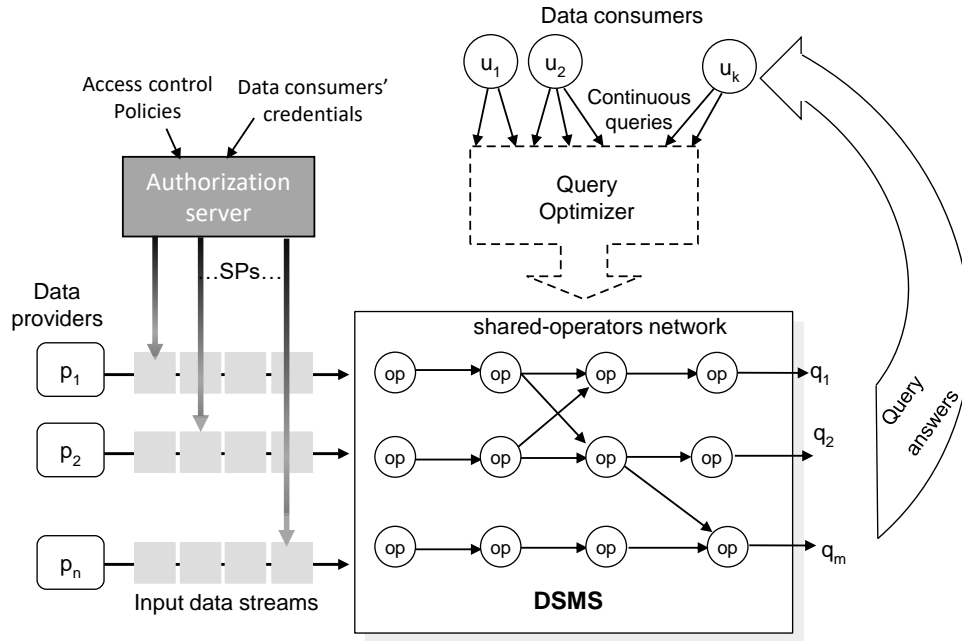 Data consumers
u1
u2
uk
Access control
Policies
Data consumers'
credentials
Continuous
queries
Authorization
server
Query
Optimizer
...SPs...
Data
providers
shared-operators network
p1
op
op
op
op
q1
p2
op
op
op
op
q2
pn
op
op
op
op
qm
Input data streams
DSMS
Query
answers